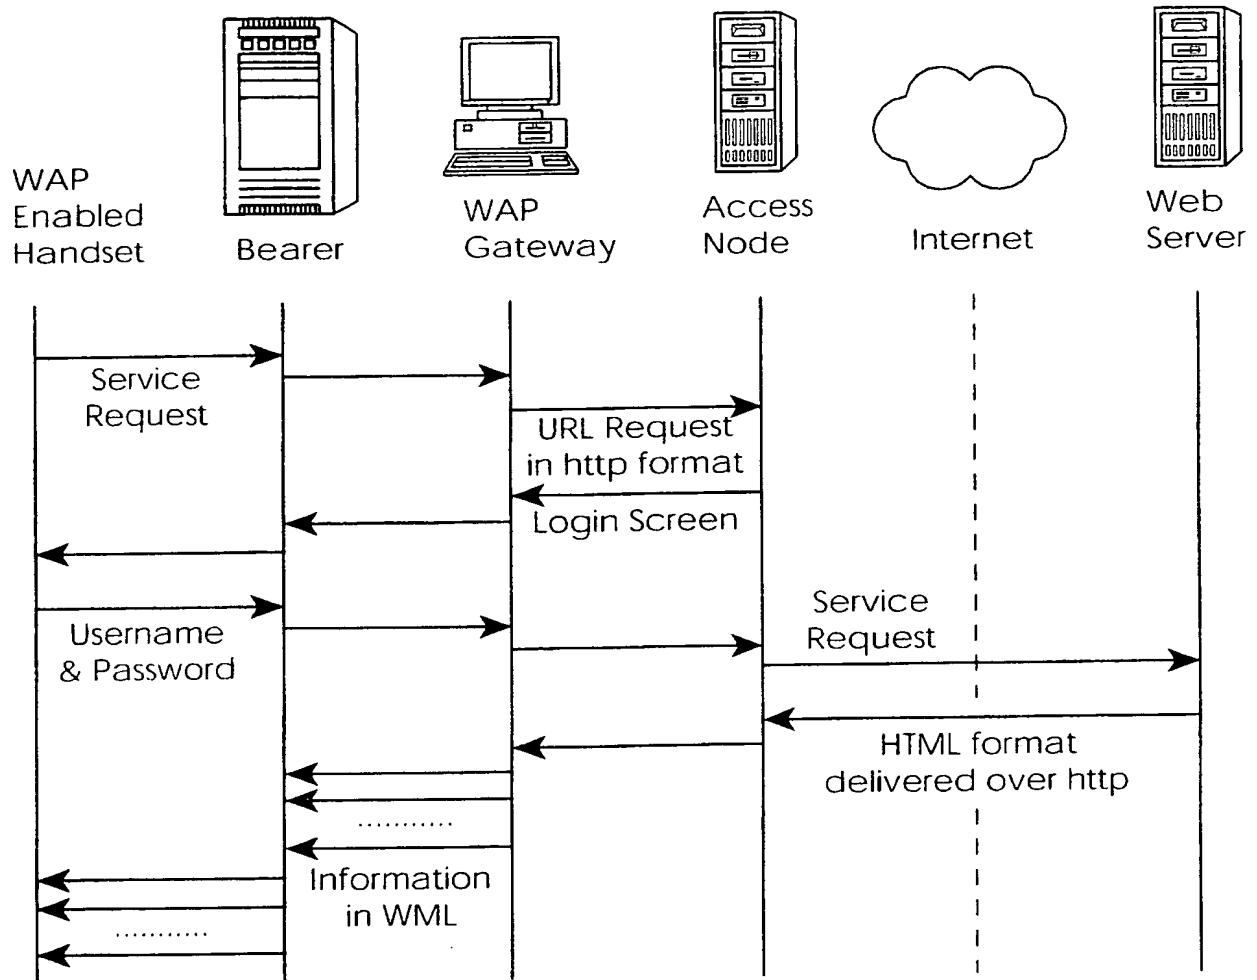 WAP
Enabled
Handset
Bearer
WAP
Gateway
Access
Node
Internet
Web
Server
Service
Request
URL Request
in http format
Login Screen
Username
& Password
Service
Request
HTML format
delivered over http
...........
Information
in WML
...........